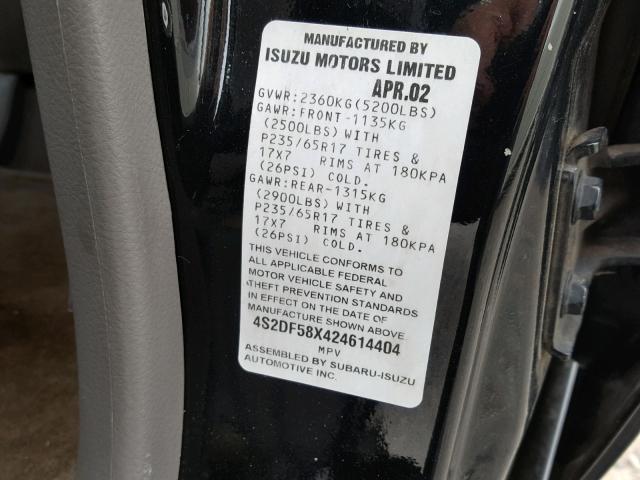 MANUFACTURED BY
ISUZU MOTORS LIMITED
APR.02
GVWR:2360KG(5200LBS)
GAWR:FRONT-1135KG
(2500LBS)WITH
P235/65R17 TIRES &
17X7 RIMS AT 180KPA
(26PSI) COLD.
GAWR:REAR-1315KG
(2900LBS)WITH
P235/65R17 TIRES &
17X7 RIMS AT 180KPA
(26PSI) COLD.
THIS VEHICLE CONFORMS TO
ALL APPLICABLE FEDERAL
MOTOR VEHICLE SAFETY AND
THEFT PREVENTION STANDARDS
IN EFFECT ON THE DATE OF
MANUFACTURE SHOWN ABOVE
4S2DF58X424614404
MPV
ASSEMBLED BY SUBARU-ISUZU
AUTOMOTIVE INC.